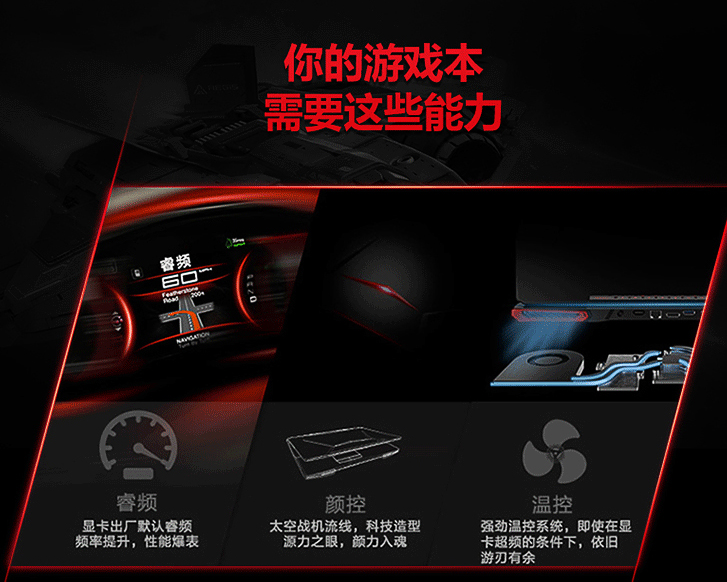 你的游戏本
需要这些能力
睿频
60
Featherstone
Road 200m
NAVIGATION
睿频
显卡出厂默认睿频
频率提升，性能爆表
颜控
太空战机流线，科技造型
源力之眼，颜力入魂
温控
强劲温控系统，即使在显
卡超频的条件下，依旧
游刃有余